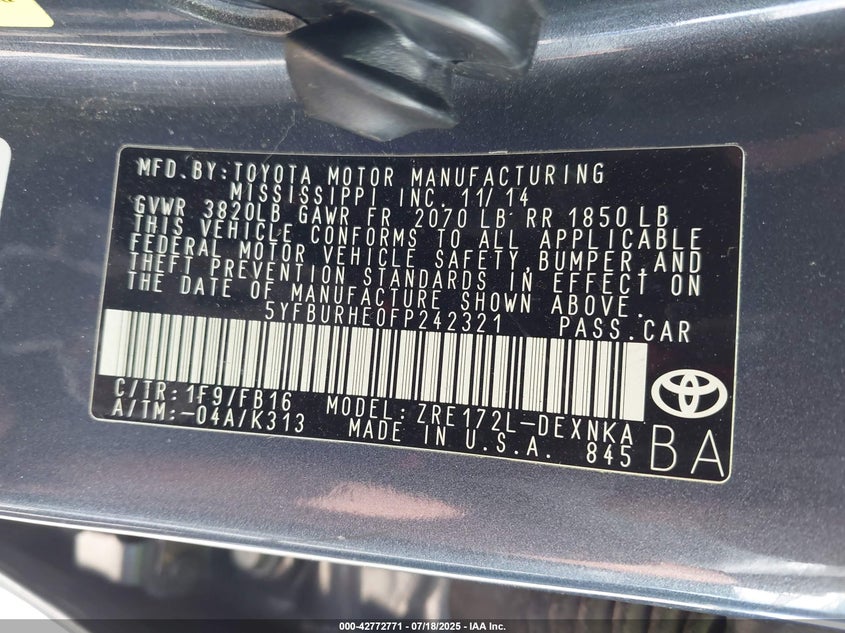 MFD.BY:TOYOTA MOTOR MANUFACTURING
MISSISSIPPI INC. 11/14
GVWR 3820LB GAWR FR 2070 LB RR 1850 LB
THIS VEHICLE CONFORMS TO ALL APPLICABLE
FEDERAL MOTOR VEHICLE SAFETY,BUMPER,AND
THEFT PREVENTION STANDARDS IN EFFECT ON
THE DATE OF MANUFACTURE SHOWN ABOVE.
5YFBURHE0FP242321 PASS.CAR
C/TR:1F9/FB16 MODEL:ZRE172L-DEXNKA
A/TM:-04A/K313 MADE IN U.S.A. 845
BA
000-42772771 - 07/18/2025 - IAA Inc.